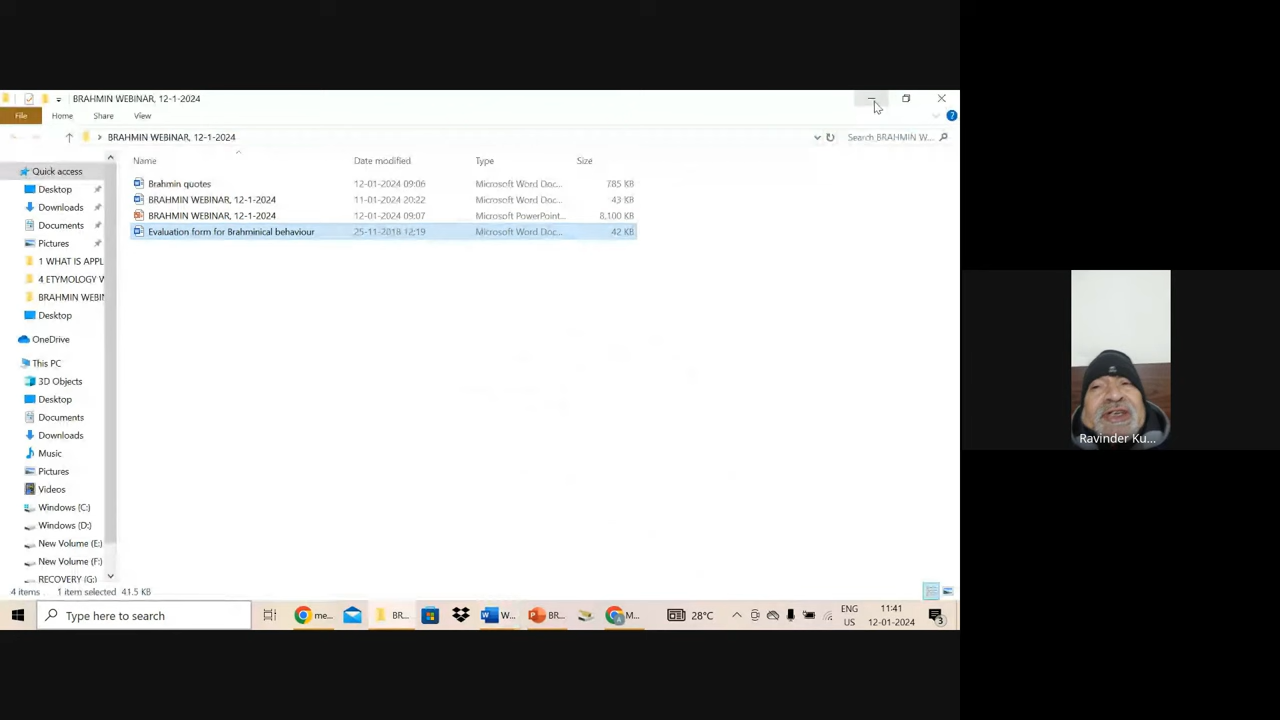 BRAHMIN WEBINAR, 12-1-2024
File Home Share View
BRAHMIN WEBINAR, 12-1-2024
Search BRAHMIN W...
Name Date modified Type Size
Brahmin quotes 12-01-2024 09:06 Microsoft Word Doc... 785 KB
BRAHMIN WEBINAR, 12-1-2024 11-01-2024 20:22 Microsoft Word Doc... 43 KB
BRAHMIN WEBINAR, 12-1-2024 12-01-2024 09:07 Microsoft PowerPoint... 8,100 KB
Evaluation form for Brahminical behaviour 25-11-2018 12:19 Microsoft Word Doc... 42 KB
Quick access
Desktop
Downloads
Documents
Pictures
1 WHAT IS APPL
4 ETYMOLOGY W
BRAHMIN WEBIN
Desktop
OneDrive
This PC
3D Objects
Desktop
Documents
Downloads
Music
Pictures
Videos
Windows (C:)
Windows (D:)
New Volume (E:)
New Volume (F:)
RECOVERY (G:)
4 items 1 item selected 41.5 KB
Type here to search
me...
BR...
W...
BR...
M...
28°C
ENG
US
11:41
12-01-2024
3
Ravinder Ku...